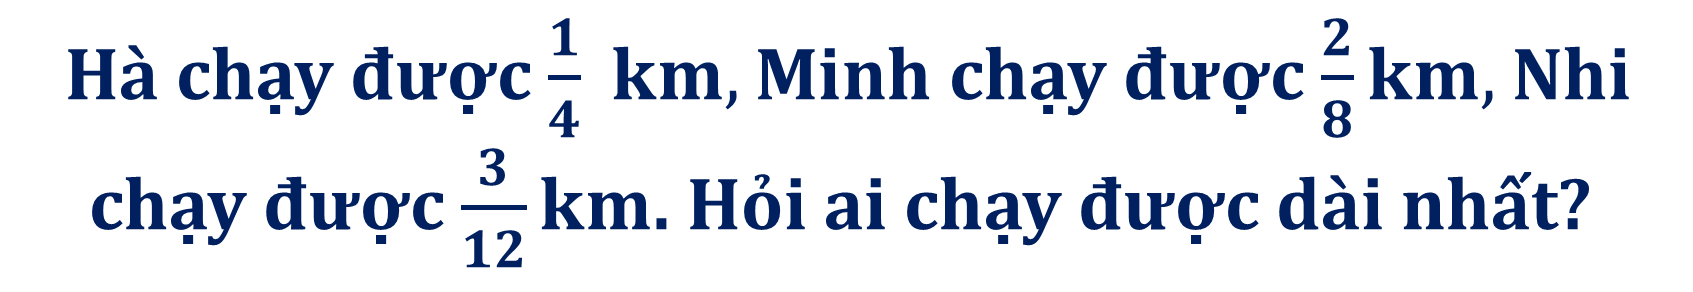 Hà chạy được 1/4 km, Minh chạy được 2/8 km, Nhi
chạy được 3/12 km. Hỏi ai chạy được dài nhất?